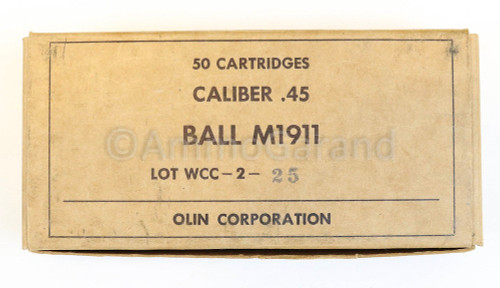 50 CARTRIDGES
CALIBER .45
BALL M1911
©AmmoGarand
LOT WCC-2- 25
OLIN CORPORATION